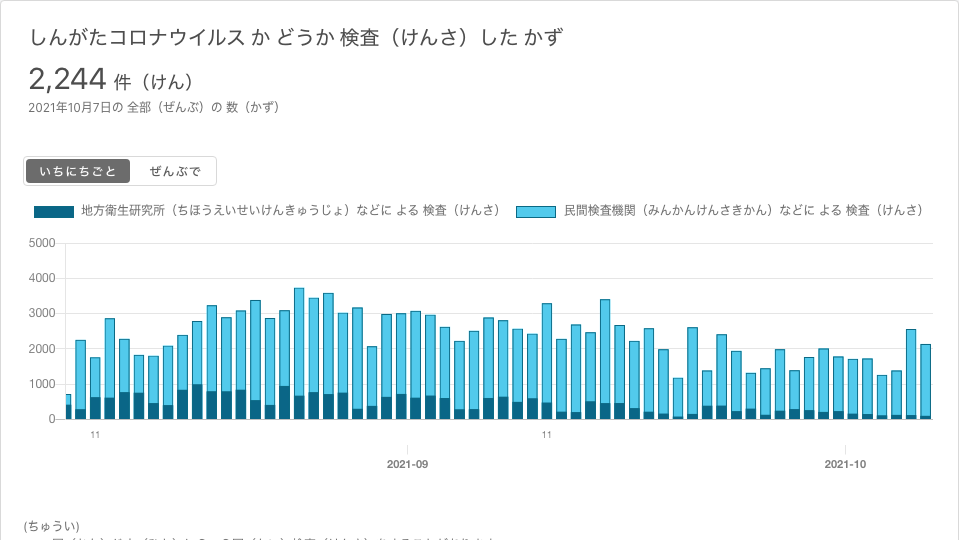 しんがたコロナウイルス か どうか 検査（けんさ）した かず
2,244 件（けん）
2021年10月7日の 全部（ぜんぶ）の 数（かず）
いちにちごと ぜんぶで
地方衛生研究所（ちほうえいせいけんきゅうじょ）などに よる 検査（けんさ） 民間検査機関（みんかんけんさきかん）などに よる 検査（けんさ）
5000
4000
3000
2000
1000
0
11 11
2021-09 2021-10
(ちゅうい)